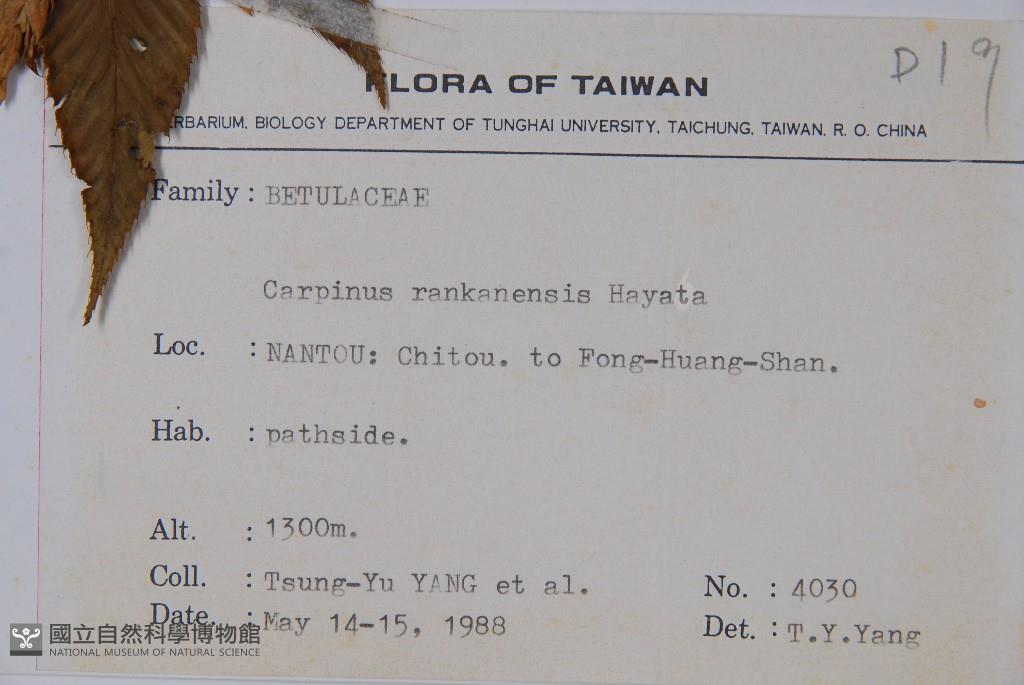 D19
FLORA OF TAIWAN
ERBARIUM, BIOLOGY DEPARTMENT OF TUNGHAI UNIVERSITY, TAICHUNG, TAIWAN, R. O. CHINA
Family : BETULACEAE
Carpinus rankanensis Hayata
Loc. : NANTOU: Chitou. to Fong-Huang-Shan.
Hab. : pathside.
Alt. : 1300m.
Coll. : Tsung-Yu YANG et al. No. : 4030
Date. : May 14-15, 1988 Det. : T.Y.Yang
國立自然科學博物館
NATIONAL MUSEUM OF NATURAL SCIENCE